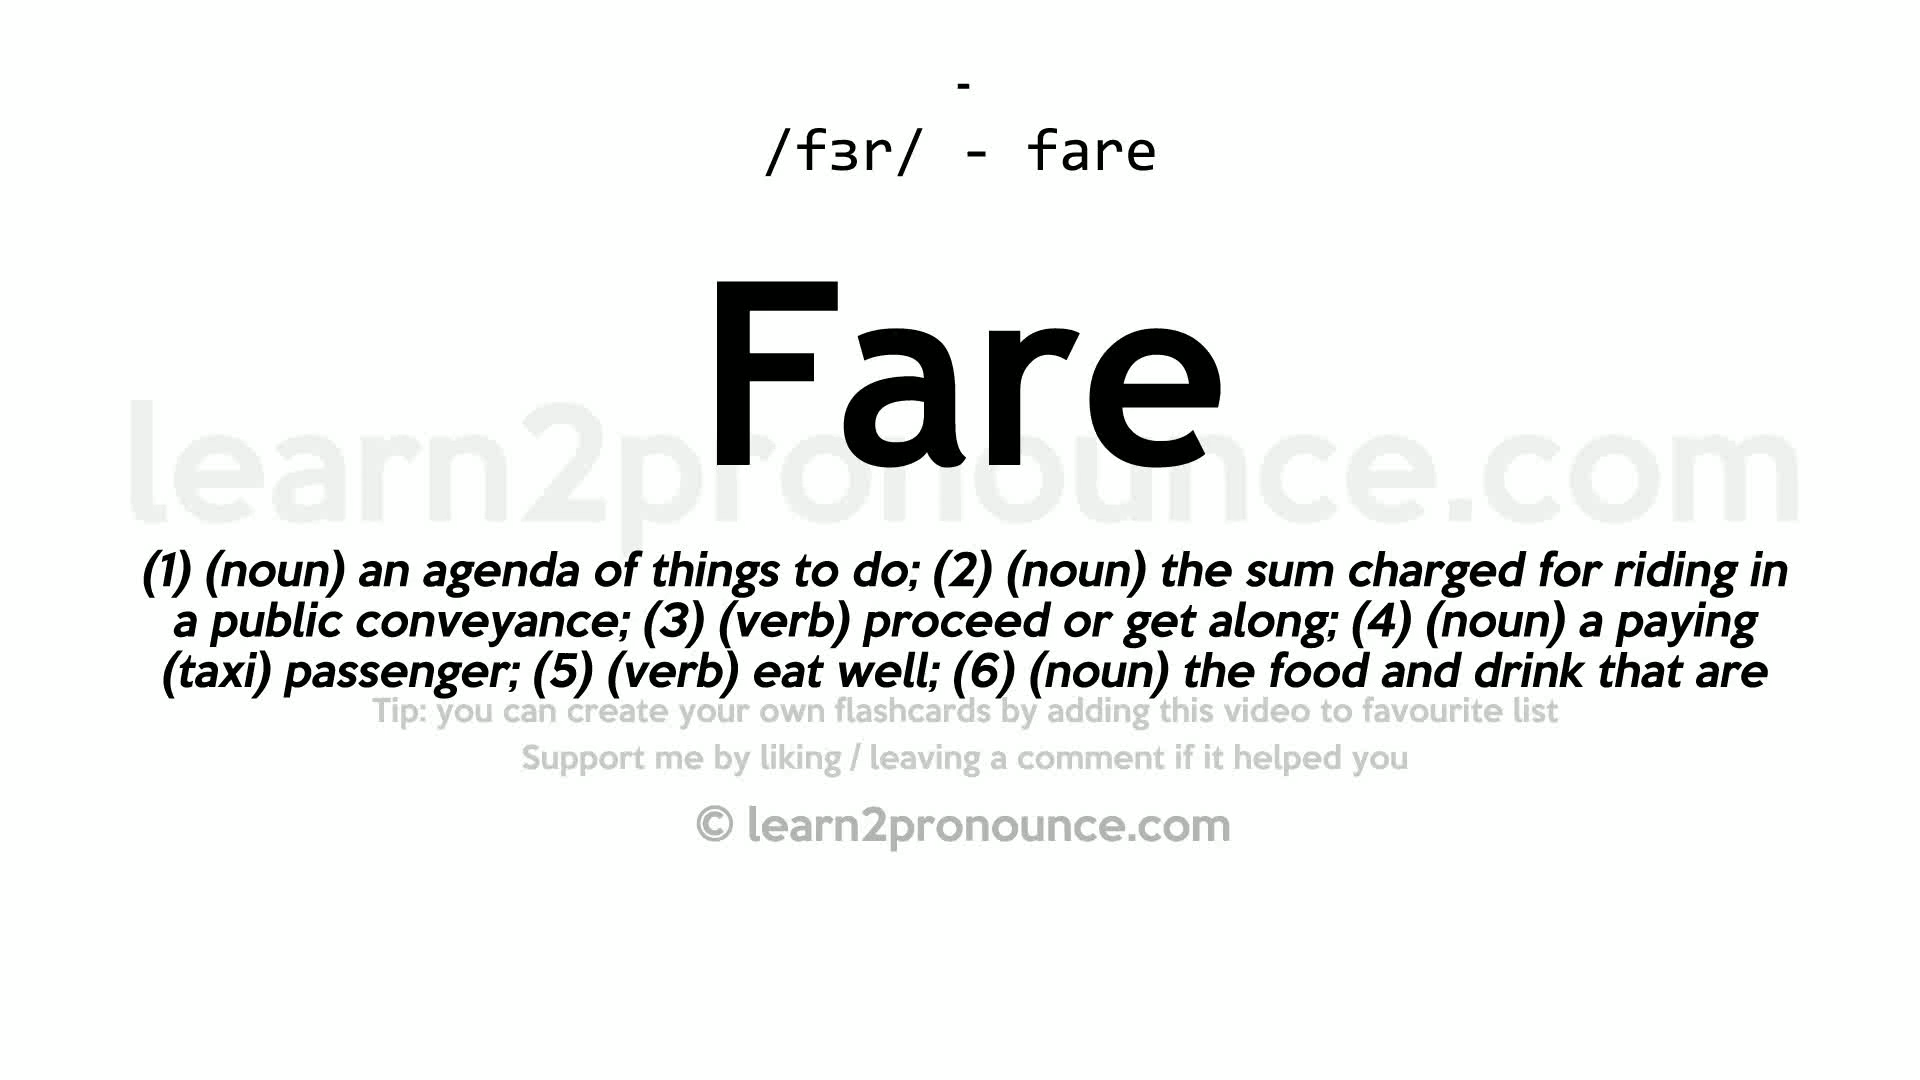 -
/fɜr/ - fare
Fare
learn2pronounce.com
(1) (noun) an agenda of things to do; (2) (noun) the sum charged for riding in
a public conveyance; (3) (verb) proceed or get along; (4) (noun) a paying
(taxi) passenger; (5) (verb) eat well; (6) (noun) the food and drink that are
Tip: you can create your own flashcards by adding this video to favourite list
Support me by liking / leaving a comment if it helped you
© learn2pronounce.com